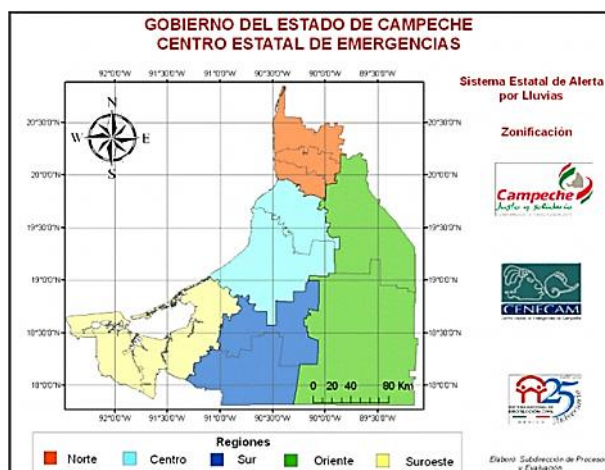 GOBIERNO DEL ESTADO DE CAMPECHE
CENTRO ESTATAL DE EMERGENCIAS
92°0'0"W 91°30'0"W 91°0'0"W 90°30'0"W 90°0'0"W 89°30'0"W
20°30'0"N 20°30'0"N
20°0'0"N 20°0'0"N
19°30'0"N 19°30'0"N
19°0'0"N 19°0'0"N
18°30'0"N 18°30'0"N
18°0'0"N 18°0'0"N
N
W E
S
0 20 40 80 Km
92°0'0"W 91°30'0"W 91°0'0"W 90°30'0"W 90°0'0"W 89°30'0"W
Regiones
Norte Centro Sur Oriente Suroeste
Sistema Estatal de Alerta
por Lluvias
Zonificación
Campeche
CENECAM
25
Elaboró: Subdirección de Procesos
y Evaluación